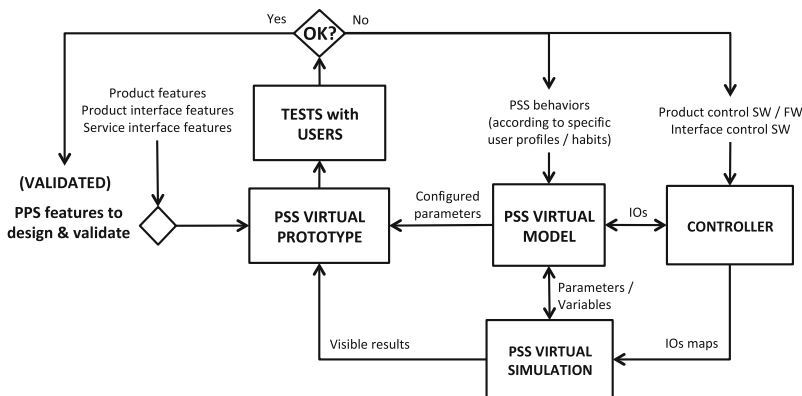 Yes
OK?
No
Product features
Product interface features
Service interface features
TESTS with
USERS
PSS behaviors
(according to specific
user profiles / habits)
Product control SW / FW
Interface control SW
(VALIDATED)
PPS features to
design & validate
PSS VIRTUAL
PROTOTYPE
Configured
parameters
PSS VIRTUAL
MODEL
IOs
CONTROLLER
Parameters /
Variables
Visible results
PSS VIRTUAL
SIMULATION
IOs maps